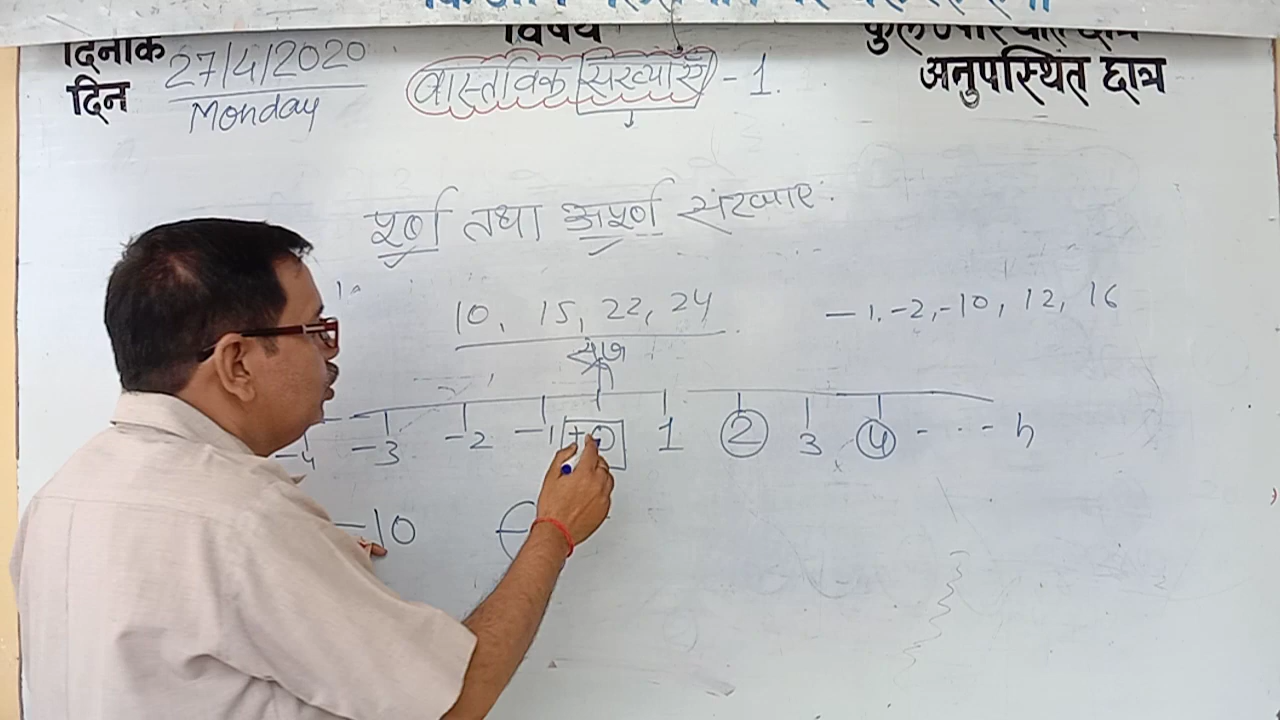 दिनांक 27/4/2020 विषय
दिन Monday वास्तविक संख्याएँ - 1. अनुपस्थित छात्र
पूर्ण तथा अपूर्ण संख्याए:
10, 15, 22, 24
-1, -2, -10, 12, 16
-4 -3 -2 -1 +0 1 2 3 4 - - - - n
-10